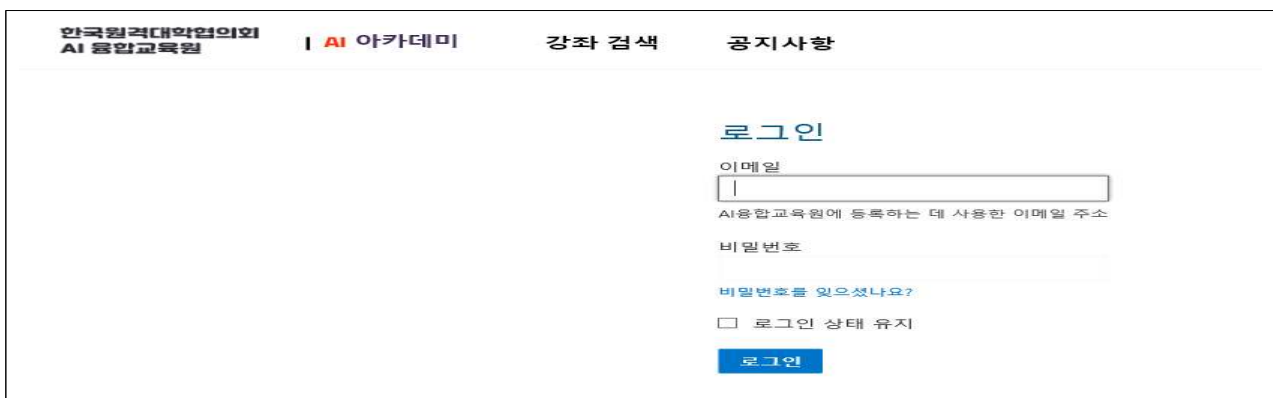 한국원격대학협의회
AI 융합교육원
| AI 아카데미
강좌 검색
공지사항
로그인
이메일
AI융합교육원에 등록하는 데 사용한 이메일 주소
비밀번호
비밀번호를 잊으셨나요?
로그인 상태 유지
로그인